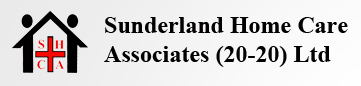 Sunderland Home Care
Associates (20-20) Ltd
S H
C A